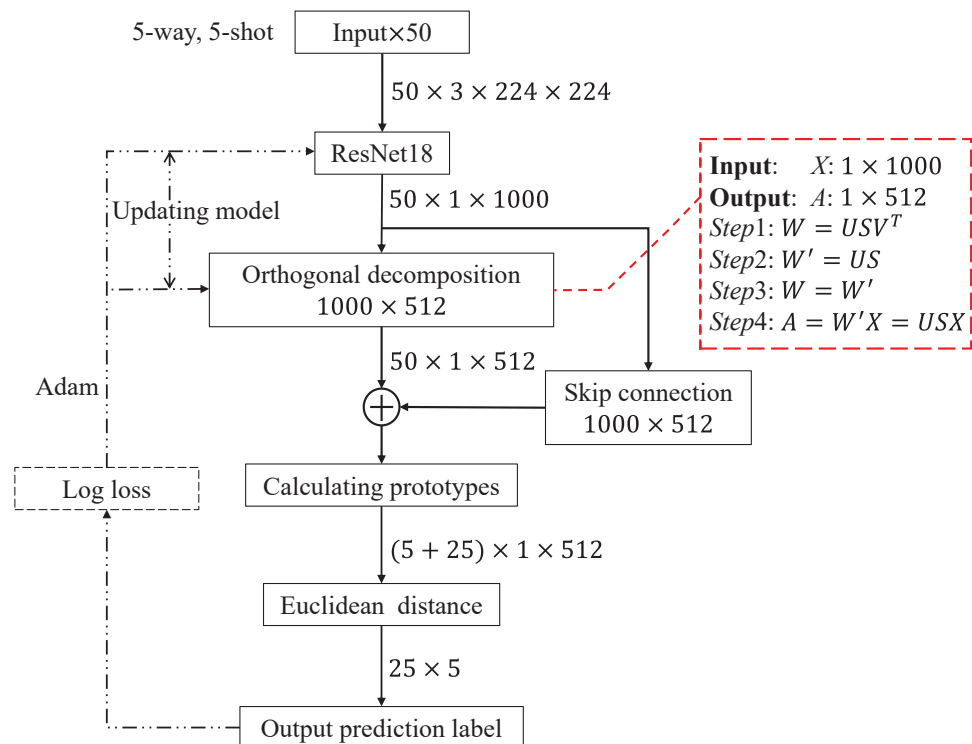 5-way, 5-shot
Input×50
50 × 3 × 224 × 224
ResNet18
50 × 1 × 1000
Updating model
Orthogonal decomposition
1000 × 512
Input: X: 1 × 1000
Output: A: 1 × 512
Step1: W = USVᵀ
Step2: W′ = US
Step3: W = W′
Step4: A = W′X = USX
50 × 1 × 512
Adam
Skip connection
1000 × 512
Log loss
Calculating prototypes
(5 + 25) × 1 × 512
Euclidean distance
25 × 5
Output prediction label